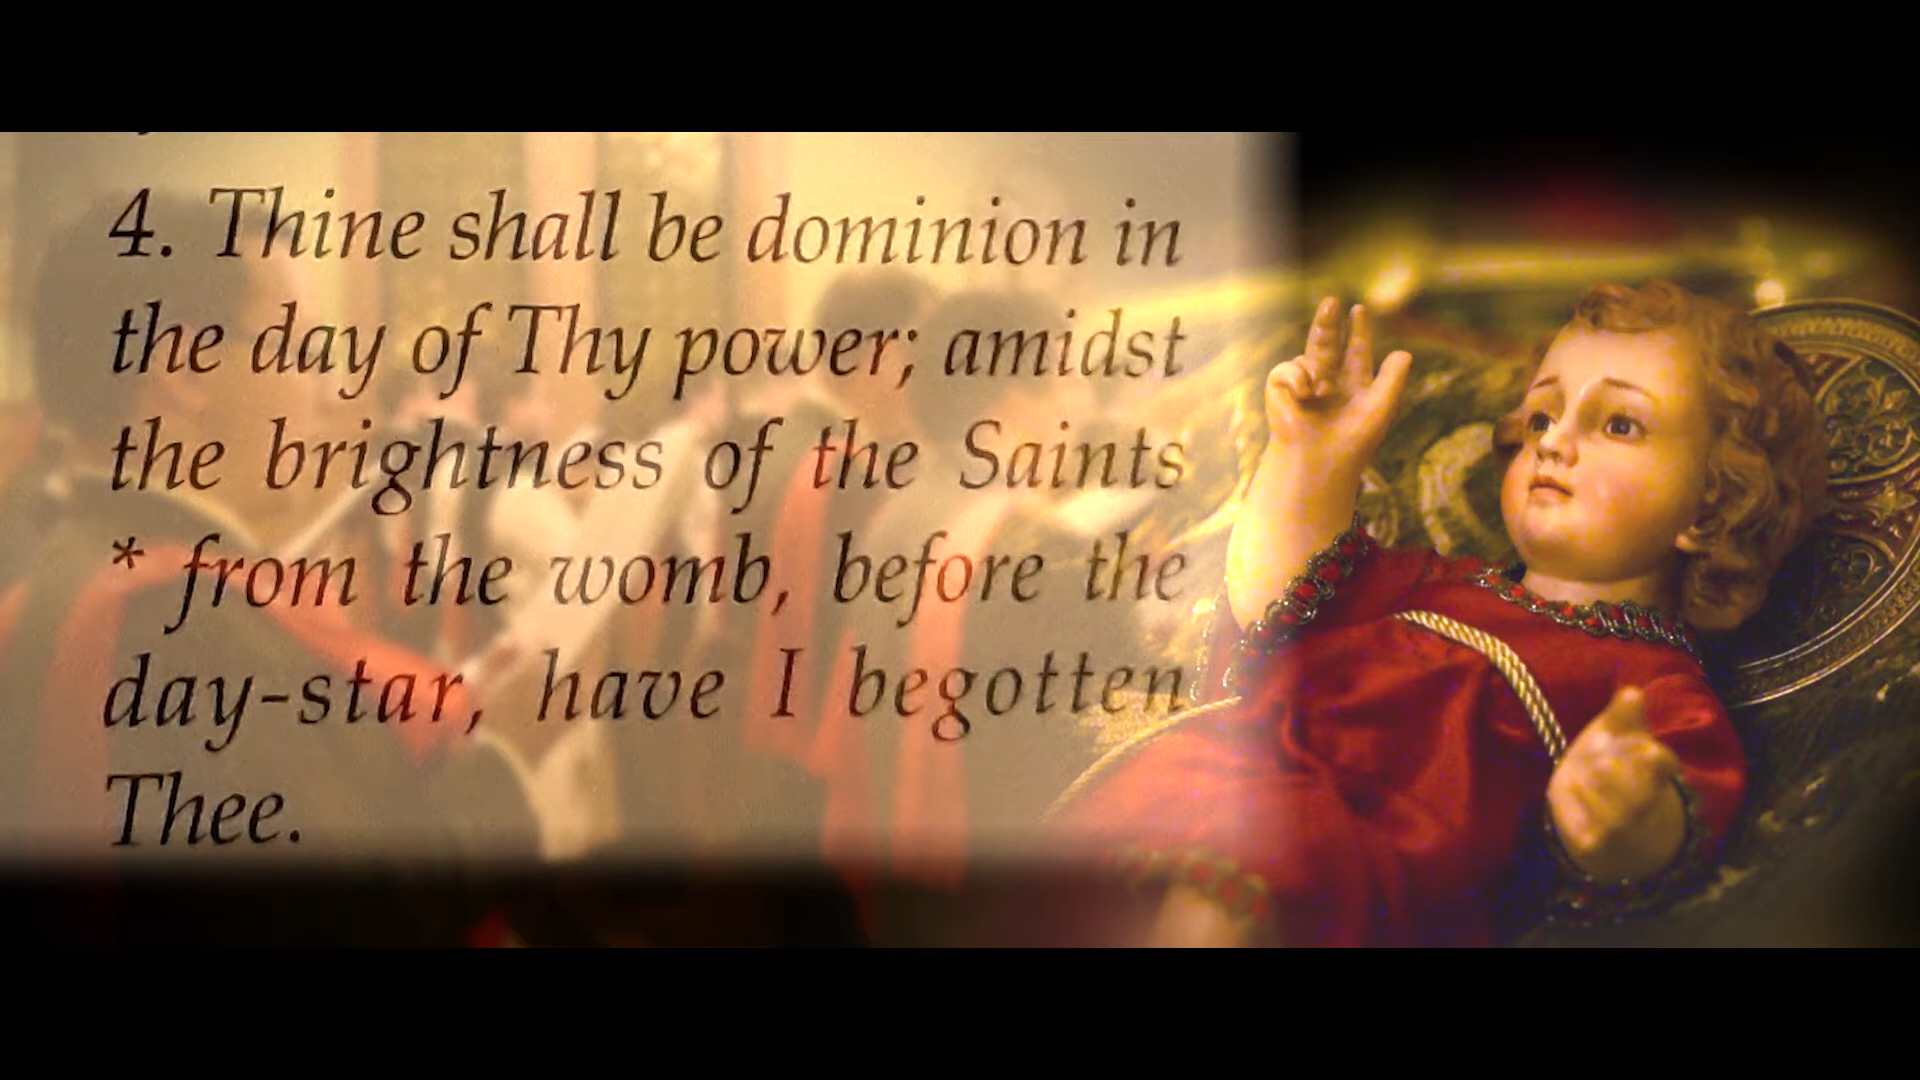 4. Thine shall be dominion in
the day of Thy power; amidst
the brightness of the Saints
* from the womb, before the
day-star, have I begotten
Thee.